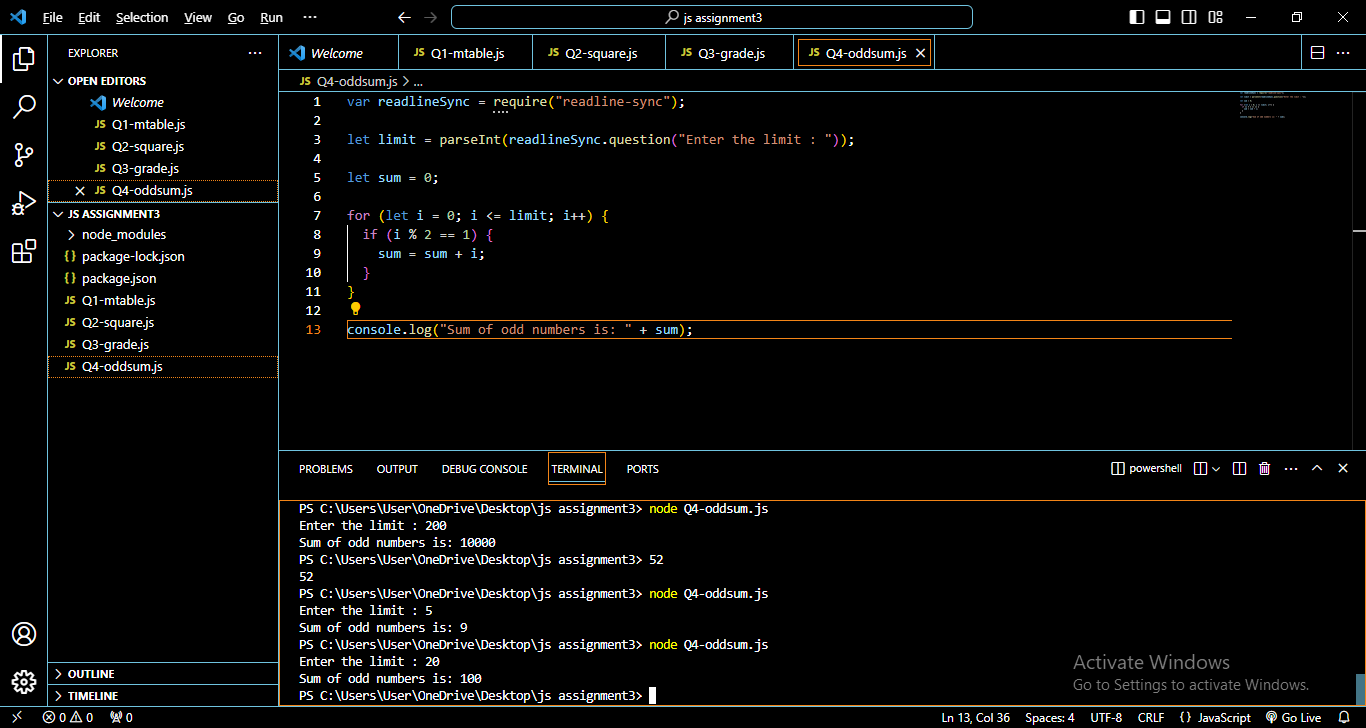 File Edit Selection View Go Run ··· js assignment3
EXPLORER ···
OPEN EDITORS
Welcome
JS Q1-mtable.js
JS Q2-square.js
JS Q3-grade.js
JS Q4-oddsum.js
JS ASSIGNMENT3
node_modules
{} package-lock.json
{} package.json
JS Q1-mtable.js
JS Q2-square.js
JS Q3-grade.js
JS Q4-oddsum.js
OUTLINE
TIMELINE
Welcome JS Q1-mtable.js JS Q2-square.js JS Q3-grade.js JS Q4-oddsum.js
JS Q4-oddsum.js > ...
1 var readlineSync = require("readline-sync");
2
3 let limit = parseInt(readlineSync.question("Enter the limit : "));
4
5 let sum = 0;
6
7 for (let i = 0; i <= limit; i++) {
8 if (i % 2 == 1) {
9 sum = sum + i;
10 }
11 }
12
13 console.log("Sum of odd numbers is: " + sum);
PROBLEMS OUTPUT DEBUG CONSOLE TERMINAL PORTS powershell
PS C:\Users\User\OneDrive\Desktop\js assignment3> node Q4-oddsum.js
Enter the limit : 200
Sum of odd numbers is: 10000
PS C:\Users\User\OneDrive\Desktop\js assignment3> 52
52
PS C:\Users\User\OneDrive\Desktop\js assignment3> node Q4-oddsum.js
Enter the limit : 5
Sum of odd numbers is: 9
PS C:\Users\User\OneDrive\Desktop\js assignment3> node Q4-oddsum.js
Enter the limit : 20
Sum of odd numbers is: 100
PS C:\Users\User\OneDrive\Desktop\js assignment3>
Activate Windows
Go to Settings to activate Windows.
0 0 0 Ln 13, Col 36 Spaces: 4 UTF-8 CRLF {} JavaScript Go Live